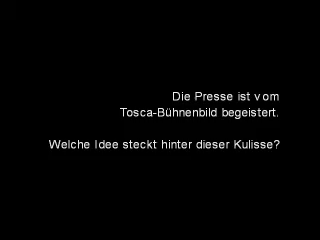 Die Presse ist vom
Tosca-Bühnenbild begeistert.
Welche Idee steckt hinter dieser Kulisse?